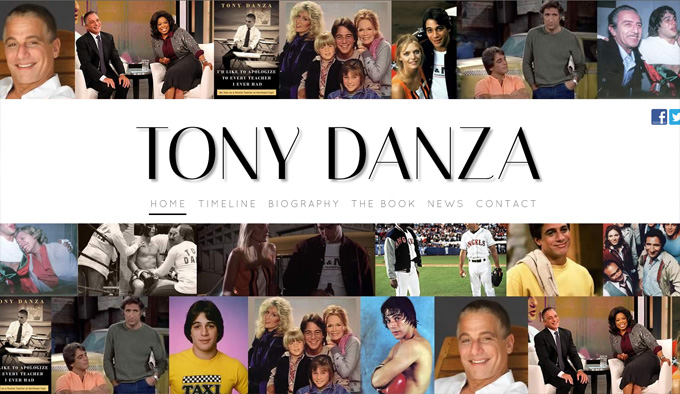 TONY DANZA
I'D LIKE TO APOLOGIZE
TO EVERY TEACHER
I EVER HAD
TONY DANZA
HOME TIMELINE BIOGRAPHY THE BOOK NEWS CONTACT
ANGELS
TONY DANZA
I'D LIKE TO APOLOGIZE
TO EVERY TEACHER
I EVER HAD
TAXI